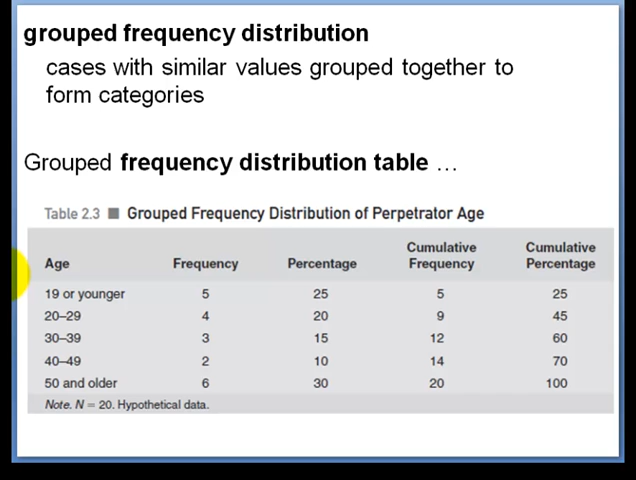 grouped frequency distribution
cases with similar values grouped together to
form categories
Grouped frequency distribution table ...
Table 2.3 ■ Grouped Frequency Distribution of Perpetrator Age
Age Frequency Percentage Cumulative Frequency Cumulative Percentage
19 or younger 5 25 5 25
20–29 4 20 9 45
30–39 3 15 12 60
40–49 2 10 14 70
50 and older 6 30 20 100
Note. N = 20. Hypothetical data.